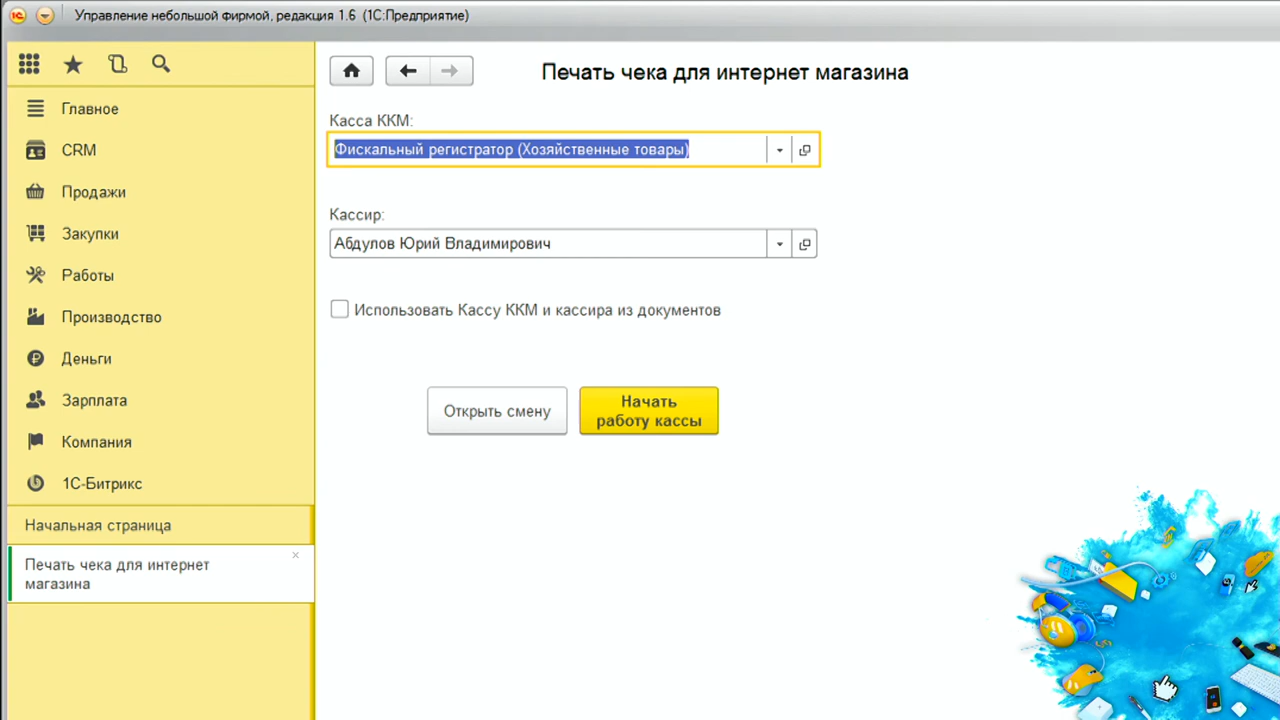 Управление небольшой фирмой, редакция 1.6 (1С:Предприятие)
Главное
CRM
Продажи
Закупки
Работы
Производство
Деньги
Зарплата
Компания
1С-Битрикс
Начальная страница
Печать чека для интернет
магазина
Печать чека для интернет магазина
Касса ККМ:
Фискальный регистратор (Хозяйственные товары)
Кассир:
Абдулов Юрий Владимирович
Использовать Кассу ККМ и кассира из документов
Открыть смену
Начать
работу кассы